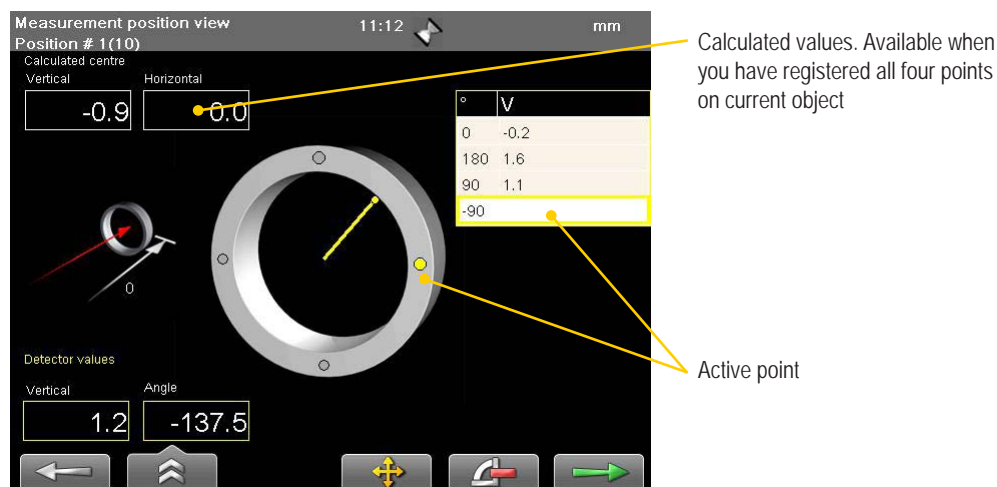 Measurement position view 11:12 mm
Position # 1(10)
Calculated centre
Vertical Horizontal
-0.9 -0.0
° V
0 -0.2
180 1.6
90 1.1
-90
0
Detector values
Vertical Angle
1.2 -137.5
Calculated values. Available when
you have registered all four points
on current object
Active point